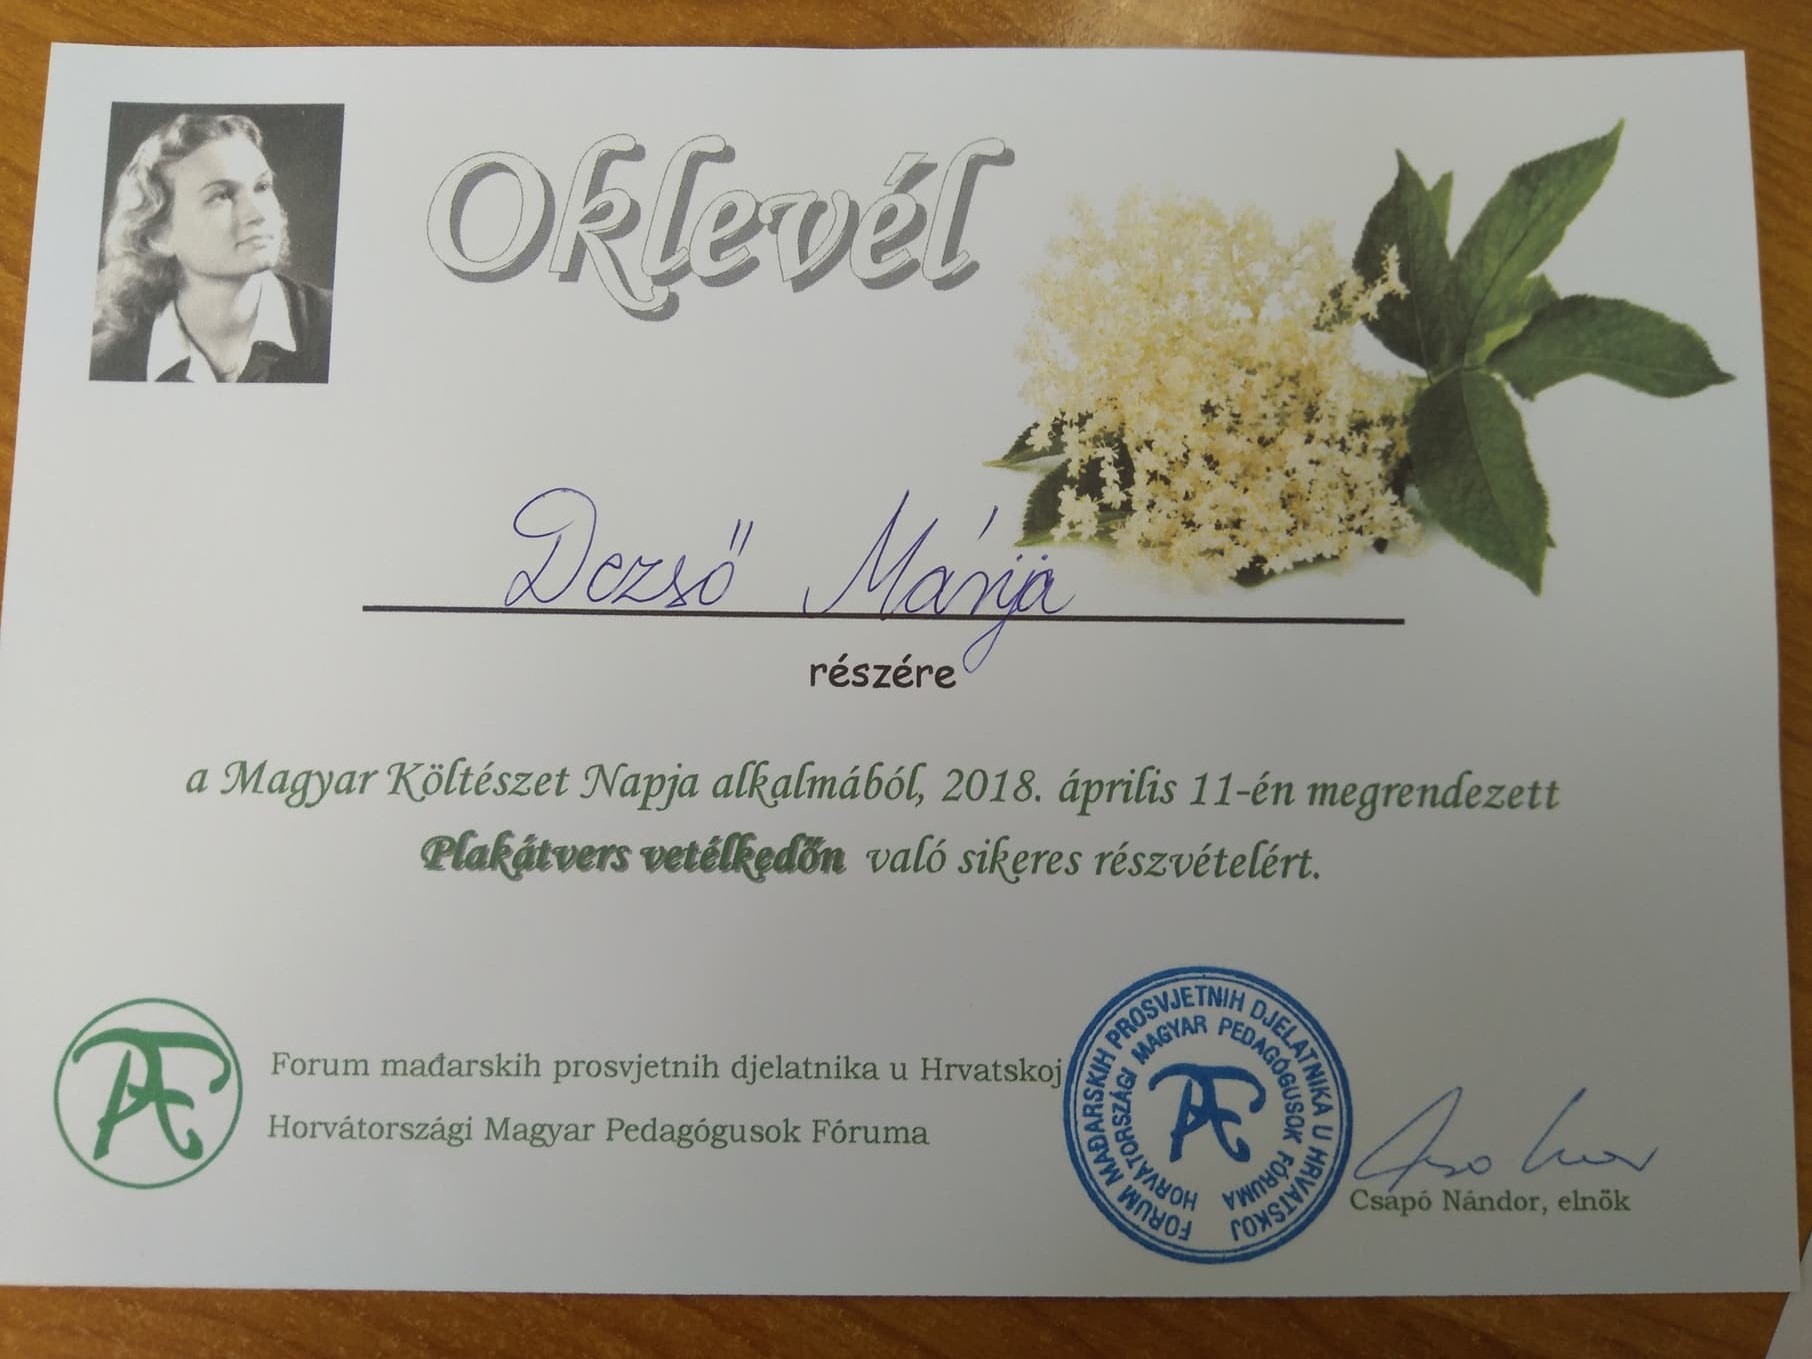 Oklevél
Dezső Márija
részére
a Magyar Költészet Napja alkalmából, 2018. április 11-én megrendezett
Plakátvers vetélkedőn való sikeres részvételért.
Forum mađarskih prosvjetnih djelatnika u Hrvatskoj
Horvátországi Magyar Pedagógusok Fóruma
FORUM MAĐARSKIH PROSVJETNIH DJELATNIKA U HRVATSKOJ
HORVÁTORSZÁGI MAGYAR PEDAGÓGUSOK FÓRUMA
Csapó Nándor, elnök